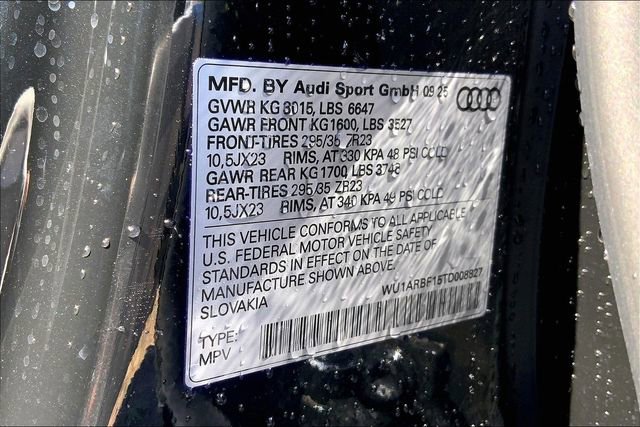 MFD. BY Audi Sport GmbH 09 25
GVWR KG 3015, LBS 6647
GAWR FRONT KG1600, LBS 3527
FRONT-TIRES 295/35 ZR23
10,5JX23 RIMS, AT 330 KPA 48 PSI COLD
GAWR REAR KG 1700, LBS 3748
REAR-TIRES 295/35 ZR23
10,5JX23 RIMS, AT 340 KPA 49 PSI COLD
THIS VEHICLE CONFORMS TO ALL APPLICABLE
U.S. FEDERAL MOTOR VEHICLE SAFETY
STANDARDS IN EFFECT ON THE DATE OF
MANUFACTURE SHOWN ABOVE.
SLOVAKIA WU1ARBF15TD008827
TYPE:
MPV